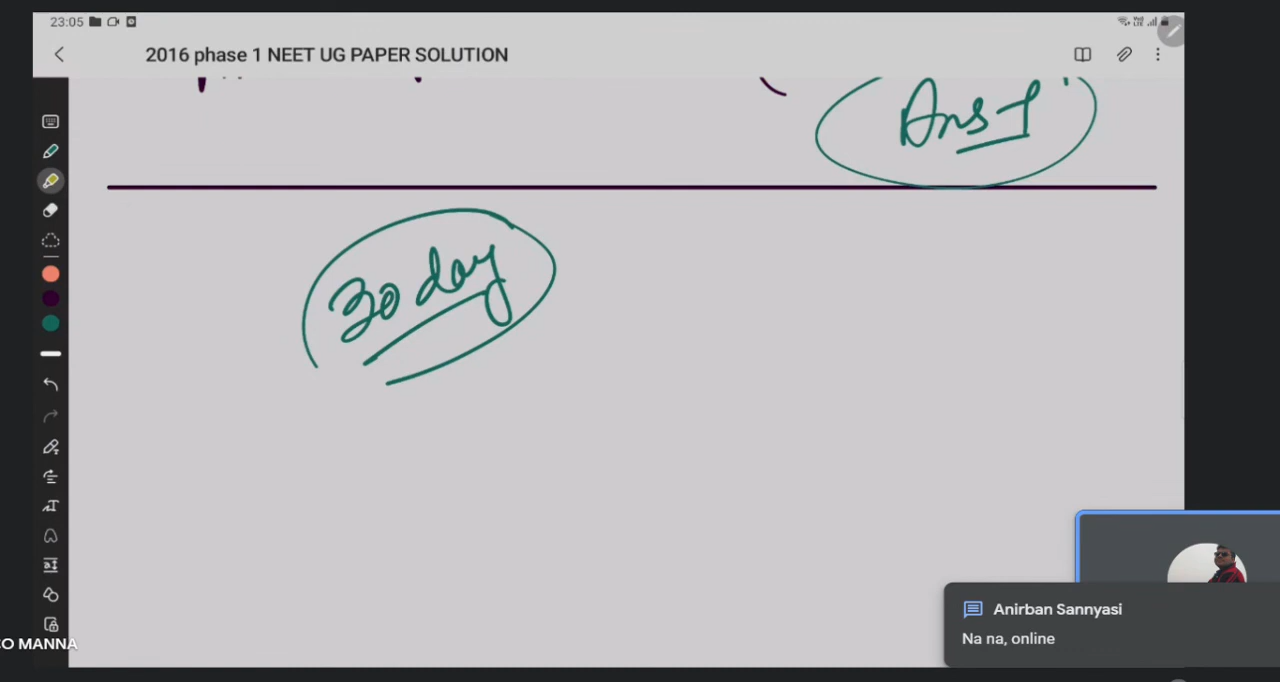 23:05
2016 phase 1 NEET UG PAPER SOLUTION
Ans-1
30 day
Anirban Sannyasi
Na na, online
O MANNA